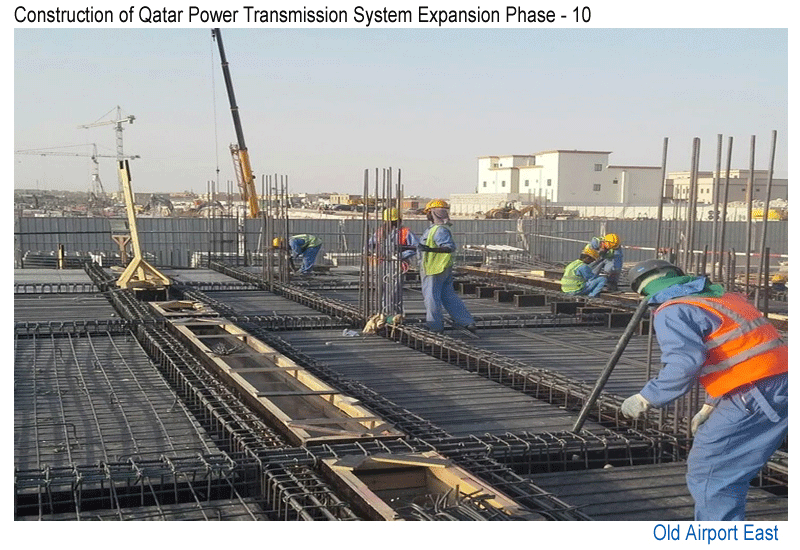 Construction of Qatar Power Transmission System Expansion Phase - 10
Old Airport East